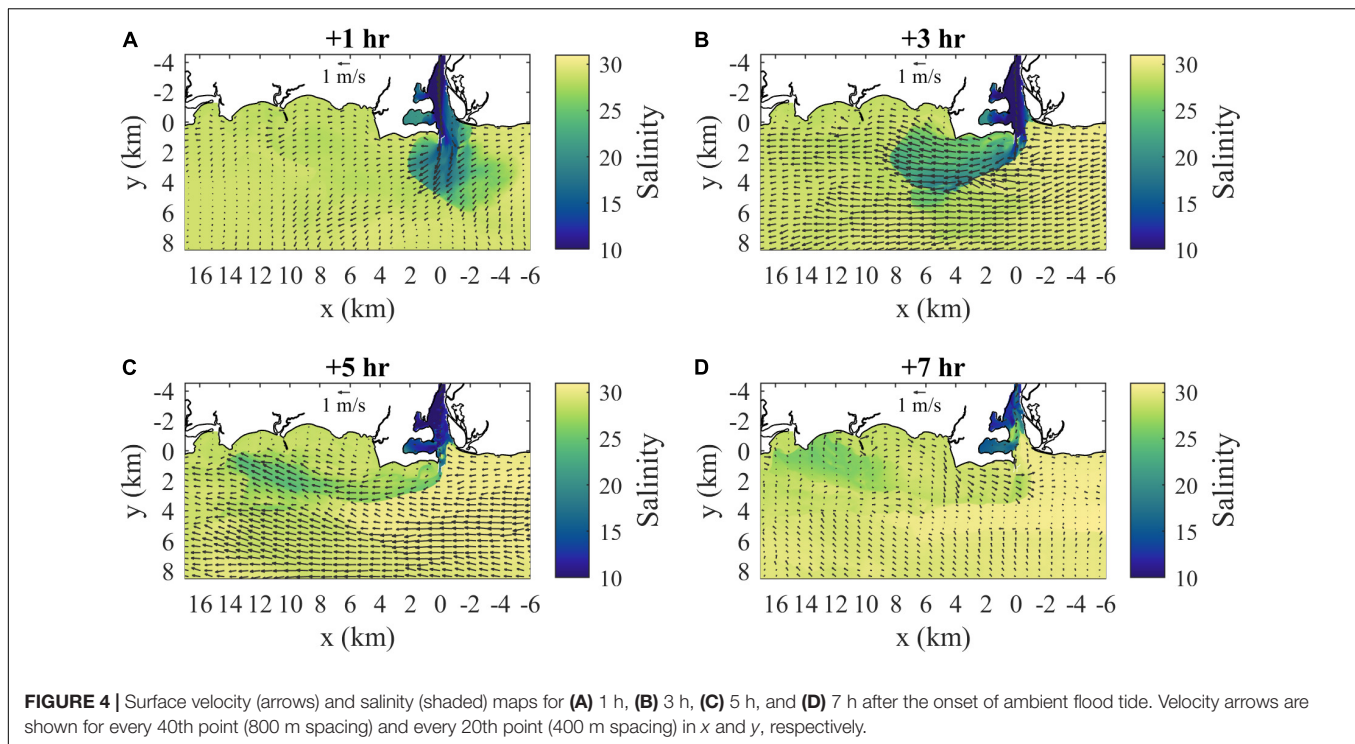 A
+1 hr
B
+3 hr
-4
-2
0
2
4
6
8
y (km)
1 m/s
30
25
20
15
10
Salinity
-4
-2
0
2
4
6
8
y (km)
1 m/s
30
25
20
15
10
Salinity
16 14 12 10 8 6 4 2 0 -2 -4 -6
x (km)
16 14 12 10 8 6 4 2 0 -2 -4 -6
x (km)
C
+5 hr
D
+7 hr
-4
-2
0
2
4
6
8
y (km)
1 m/s
30
25
20
15
10
Salinity
-4
-2
0
2
4
6
8
y (km)
1 m/s
30
25
20
15
10
Salinity
16 14 12 10 8 6 4 2 0 -2 -4 -6
x (km)
16 14 12 10 8 6 4 2 0 -2 -4 -6
x (km)
FIGURE 4 | Surface velocity (arrows) and salinity (shaded) maps for (A) 1 h, (B) 3 h, (C) 5 h, and (D) 7 h after the onset of ambient flood tide. Velocity arrows are
shown for every 40th point (800 m spacing) and every 20th point (400 m spacing) in x and y, respectively.